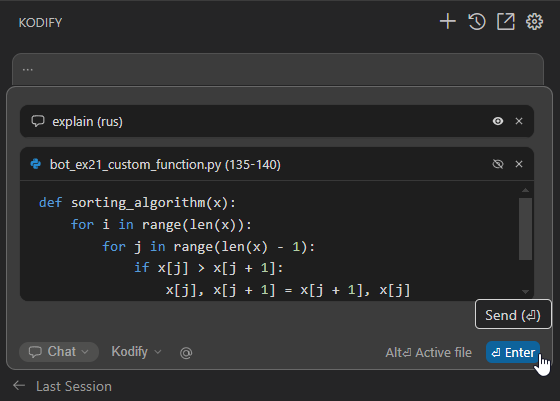 KODIFY
...
explain (rus)
bot_ex21_custom_function.py (135-140)
def sorting_algorithm(x):
    for i in range(len(x)):
        for j in range(len(x) - 1):
            if x[j] > x[j + 1]:
                x[j], x[j + 1] = x[j + 1], x[j]
Send (⏎)
Chat Kodify @ Alt⏎ Active file ⏎ Enter
← Last Session